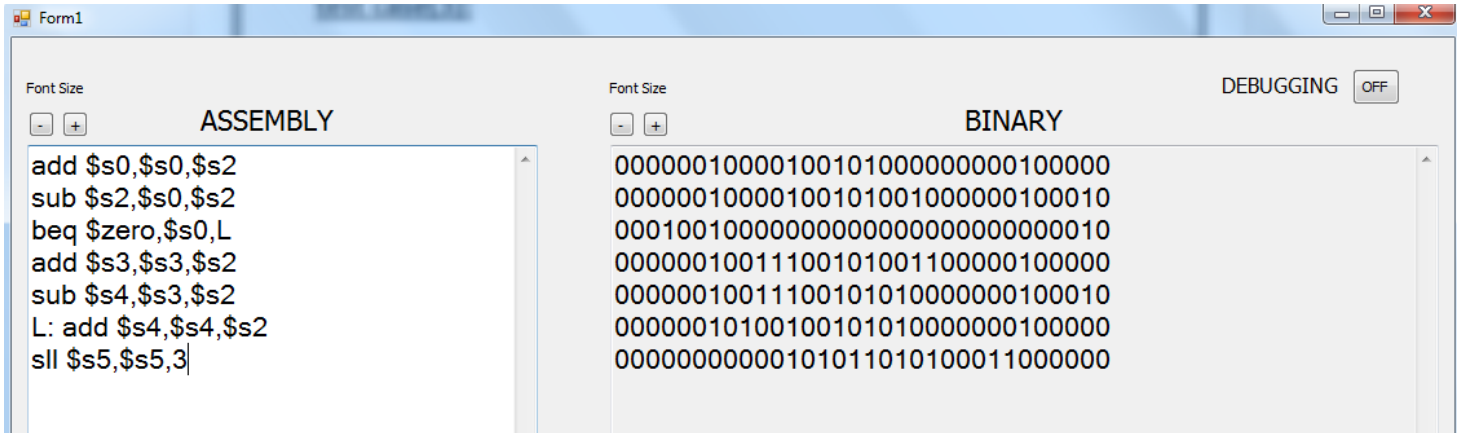 Form1
Font Size
- +
ASSEMBLY
add $s0,$s0,$s2
sub $s2,$s0,$s2
beq $zero,$s0,L
add $s3,$s3,$s2
sub $s4,$s3,$s2
L: add $s4,$s4,$s2
sll $s5,$s5,3
Font Size
- +
BINARY
DEBUGGING OFF
00000010000100101000000000100000
00000010000100101001000000100010
00010010000000000000000000000010
00000010011100101001100000100000
00000010011100101010000000100010
00000010100100101010000000100000
00000000000101011010100011000000